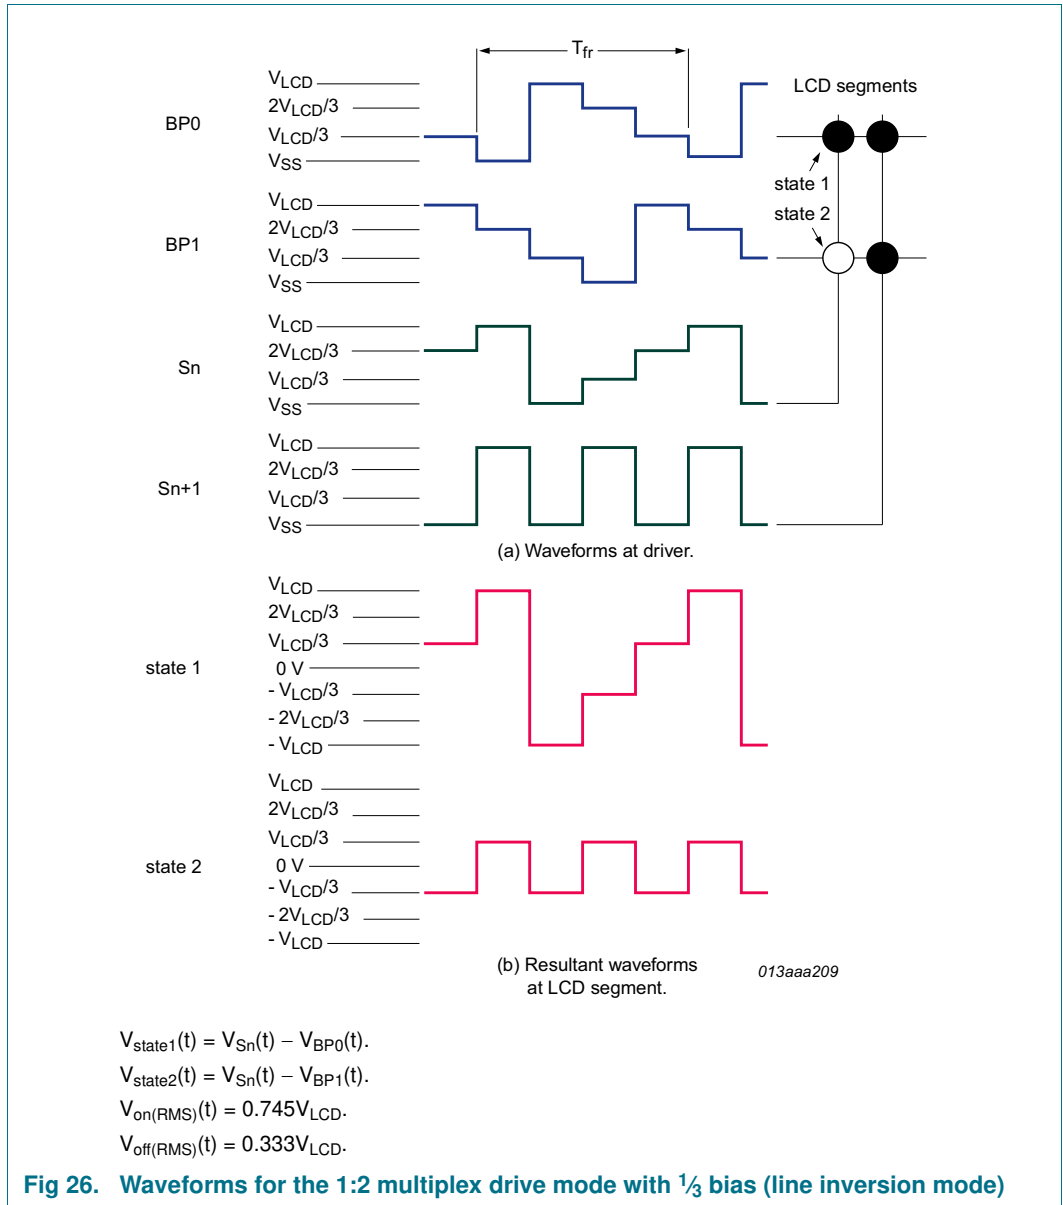 T_fr
V_LCD
2V_LCD/3
BP0
V_LCD/3
V_SS
LCD segments
state 1
state 2
V_LCD
2V_LCD/3
BP1
V_LCD/3
V_SS
V_LCD
2V_LCD/3
Sn
V_LCD/3
V_SS
V_LCD
2V_LCD/3
Sn+1
V_LCD/3
V_SS
(a) Waveforms at driver.
V_LCD
2V_LCD/3
V_LCD/3
state 1
0 V
- V_LCD/3
- 2V_LCD/3
- V_LCD
V_LCD
2V_LCD/3
V_LCD/3
state 2
0 V
- V_LCD/3
- 2V_LCD/3
- V_LCD
(b) Resultant waveforms
at LCD segment.
013aaa209
V_state1(t) = V_Sn(t) − V_BP0(t).
V_state2(t) = V_Sn(t) − V_BP1(t).
V_on(RMS)(t) = 0.745V_LCD.
V_off(RMS)(t) = 0.333V_LCD.
Fig 26. Waveforms for the 1:2 multiplex drive mode with 1⁄3 bias (line inversion mode)